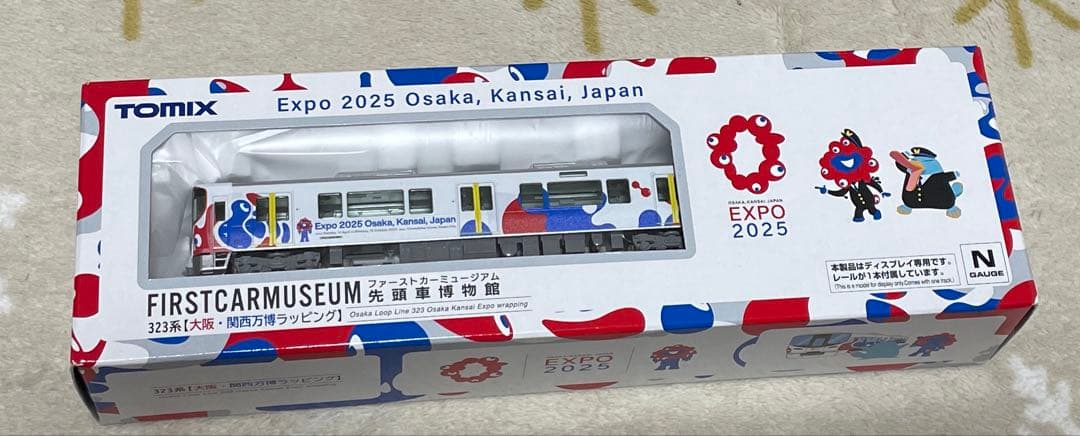 TOMIX
Expo 2025 Osaka, Kansai, Japan
Expo 2025 Osaka, Kansai, Japan
OSAKA, KANSAI, JAPAN
EXPO
2025
FIRSTCARMUSEUM
ファーストカーミュージアム
先頭車博物館
323系【大阪・関西万博ラッピング】
Osaka Loop Line 323 Osaka Kansai Expo wrapping
本製品はディスプレイ専用です。
レールが1本付属しています。
(This is a model for display only.Comes with one track.)
N
GAUGE
323系【大阪・関西万博ラッピング】
EXPO
2025